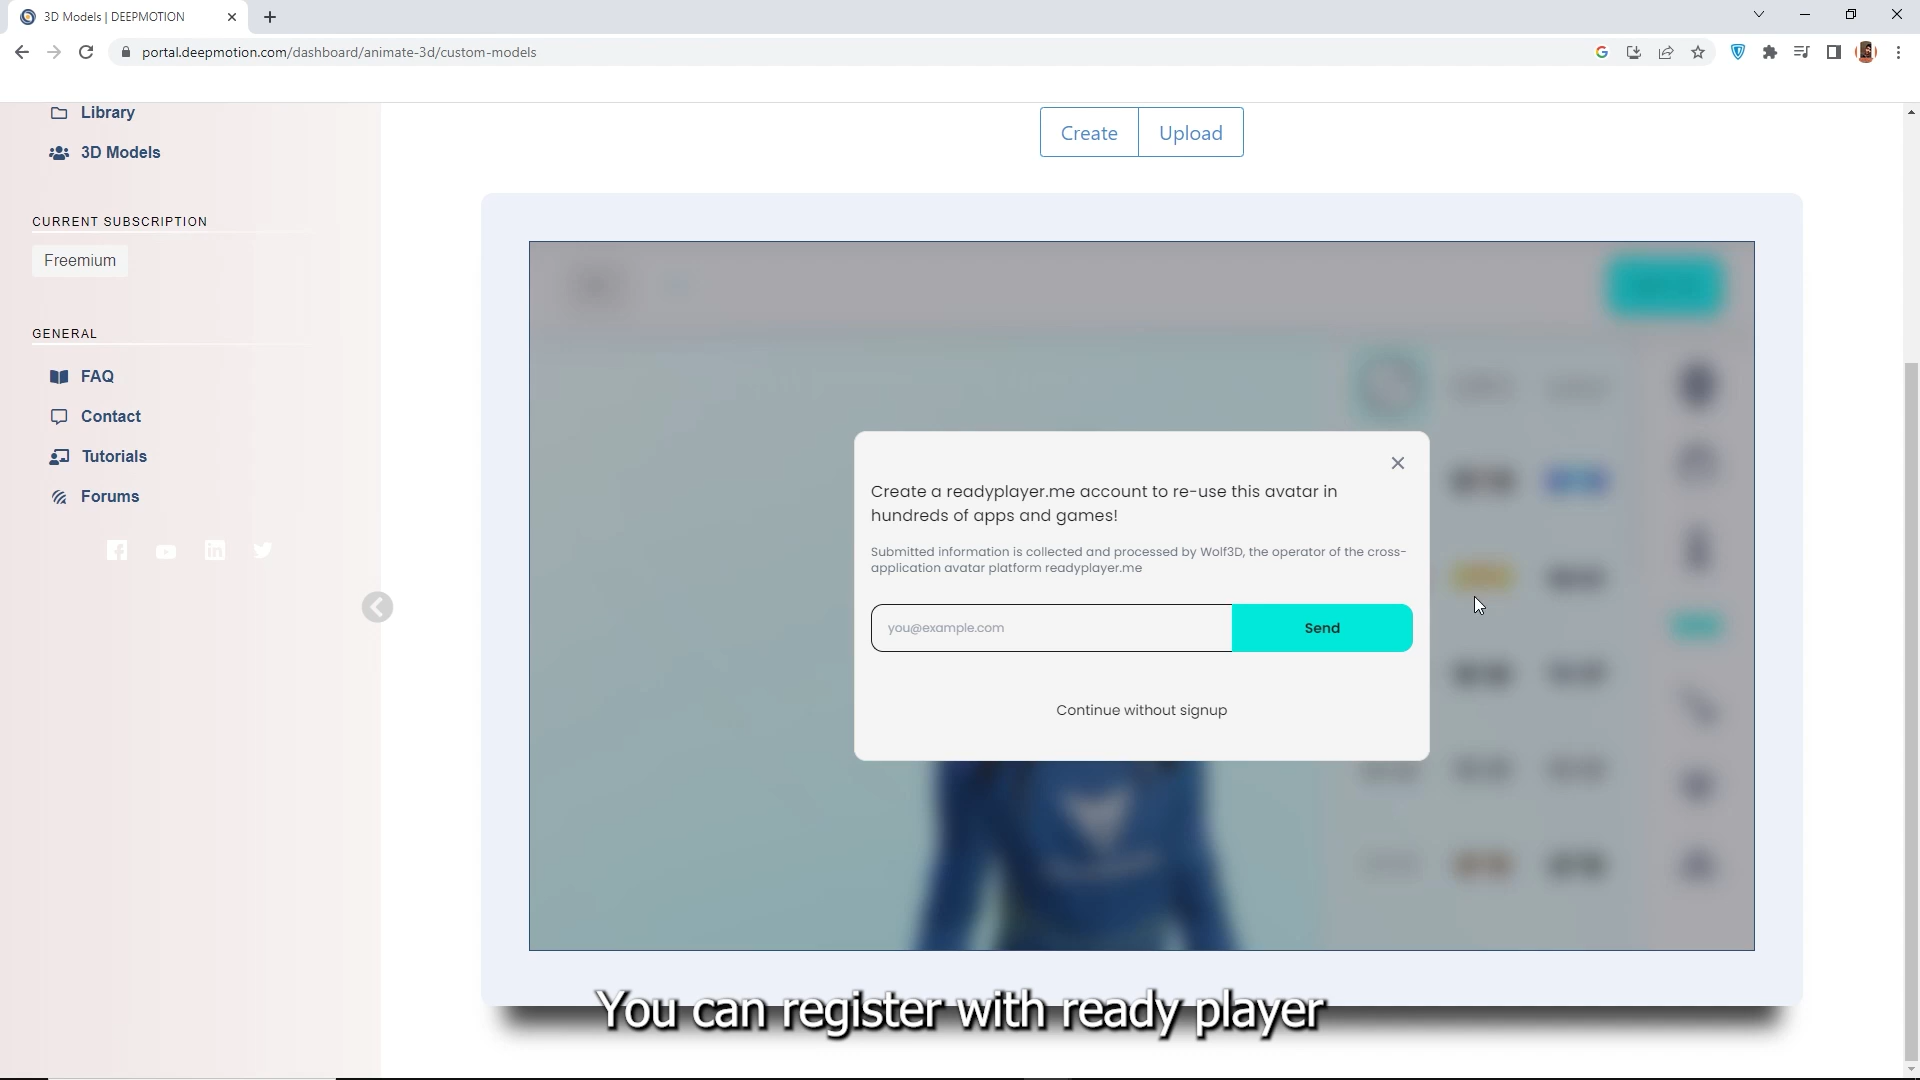 3D Models | DEEPMOTION
portal.deepmotion.com/dashboard/animate-3d/custom-models
Library
3D Models
CURRENT SUBSCRIPTION
Freemium
GENERAL
FAQ
Contact
Tutorials
Forums
Create
Upload
Create a readyplayer.me account to re-use this avatar in
hundreds of apps and games!
Submitted information is collected and processed by Wolf3D, the operator of the cross-
application avatar platform readyplayer.me
you@example.com
Send
Continue without signup
You can register with ready player